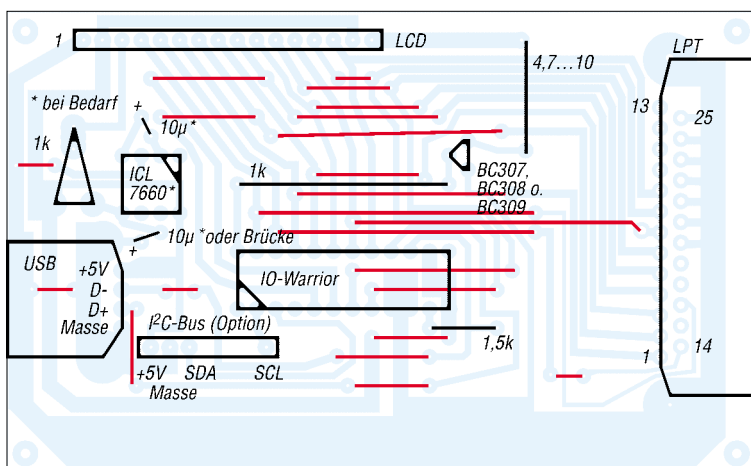 1
LCD
4,7...10
LPT
* bei Bedarf
+
10µ*
13
25
1k
ICL
7660*
1k
BC307,
BC308 o.
BC309
+
10µ *oder Brücke
USB
+5V
D-
D+
Masse
IO-Warrior
I²C-Bus (Option)
1,5k
+5V SDA SCL
Masse
1
14